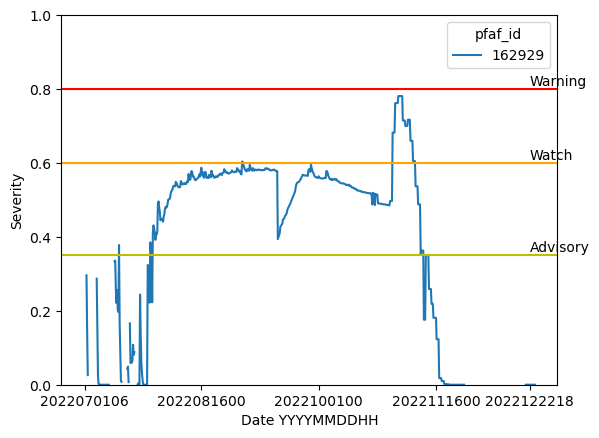 1.0
pfaf_id
162929
0.8
Warning
0.6
Watch
Severity
0.4
Advisory
0.2
0.0
2022070106 2022081600 2022100100 2022111600 2022122218
Date YYYYMMDDHH